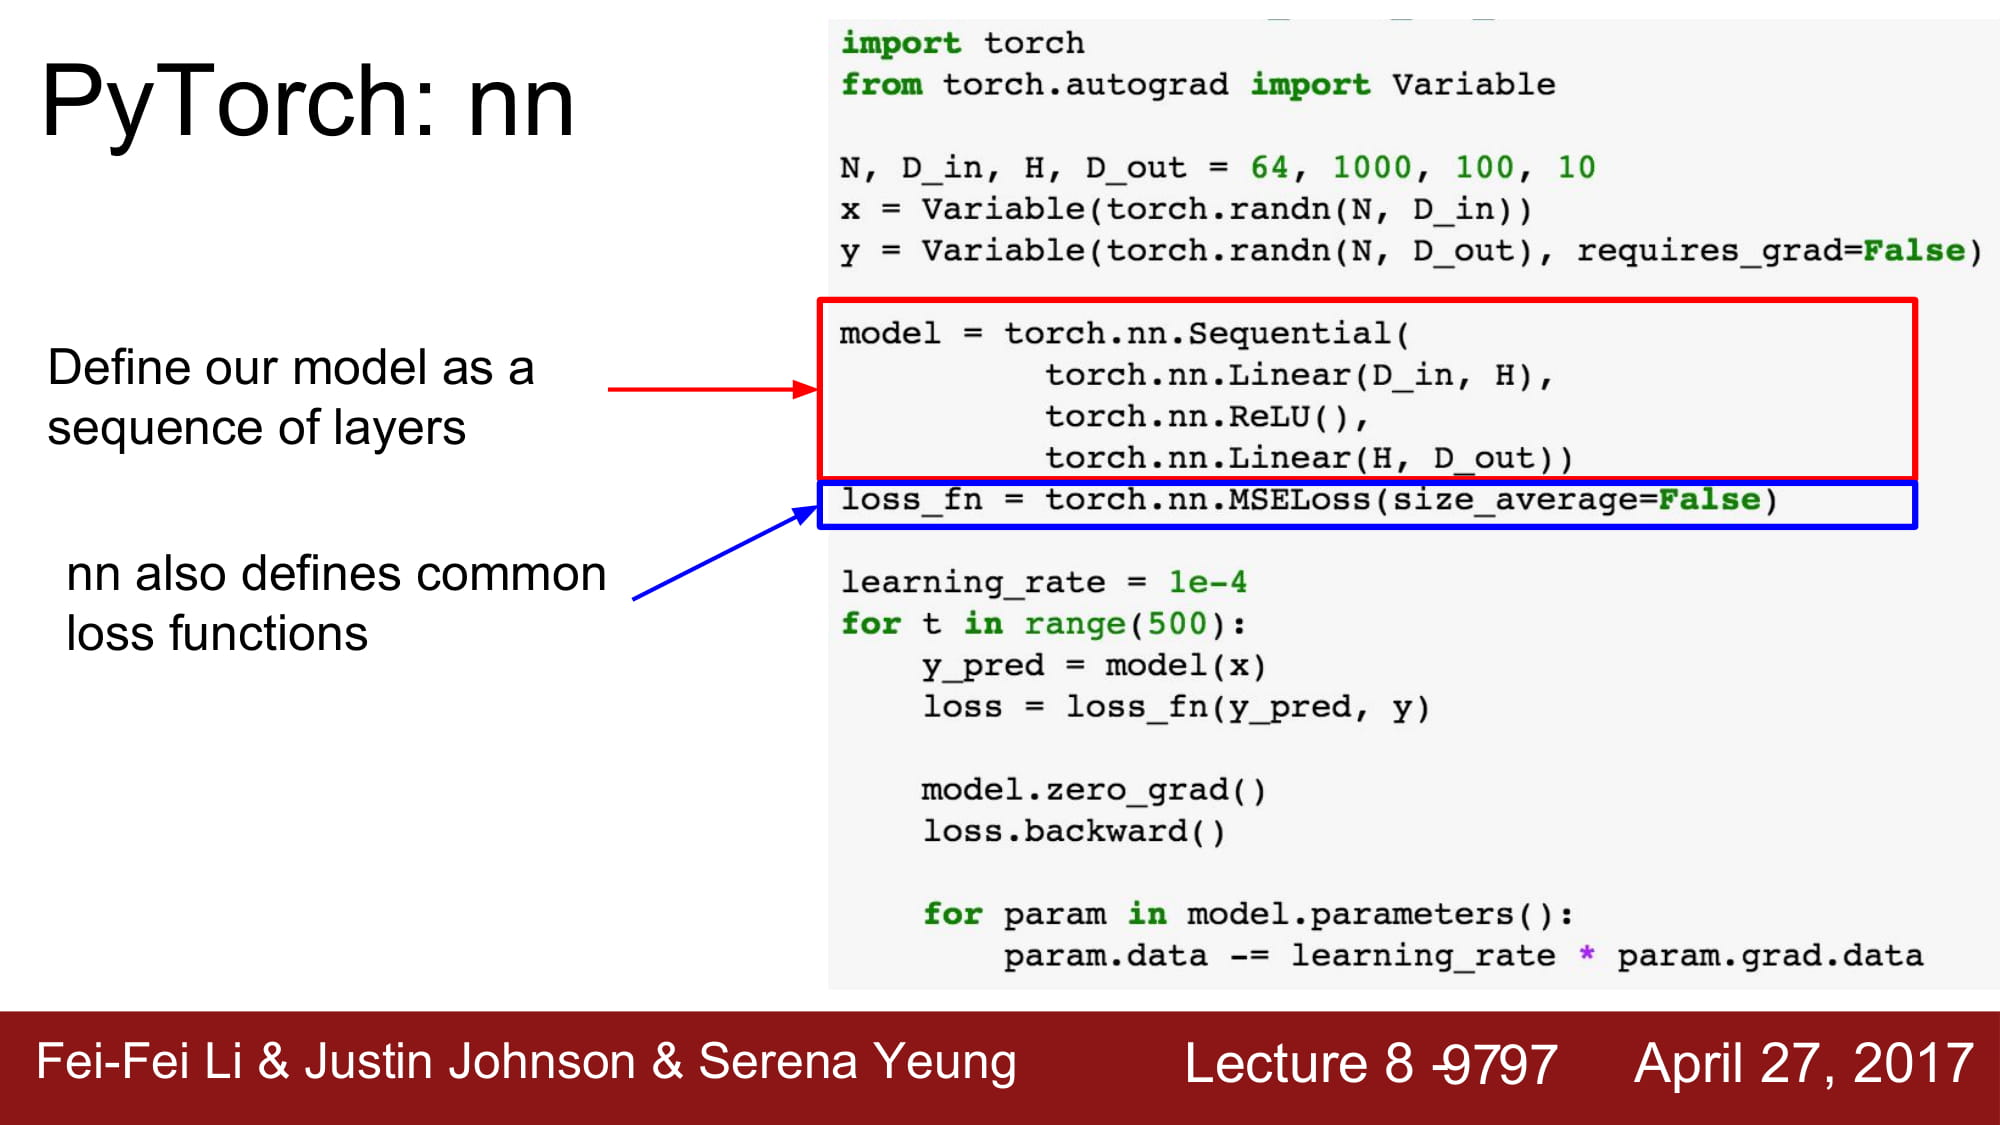 PyTorch: nn
Define our model as a
sequence of layers
nn also defines common
loss functions
import torch
from torch.autograd import Variable
N, D_in, H, D_out = 64, 1000, 100, 10
x = Variable(torch.randn(N, D_in))
y = Variable(torch.randn(N, D_out), requires_grad=False)
model = torch.nn.Sequential(
torch.nn.Linear(D_in, H),
torch.nn.ReLU(),
torch.nn.Linear(H, D_out))
loss_fn = torch.nn.MSELoss(size_average=False)
learning_rate = 1e-4
for t in range(500):
y_pred = model(x)
loss = loss_fn(y_pred, y)
model.zero_grad()
loss.backward()
for param in model.parameters():
param.data -= learning_rate * param.grad.data
Fei-Fei Li & Justin Johnson & Serena Yeung Lecture 8 -9797 April 27, 2017